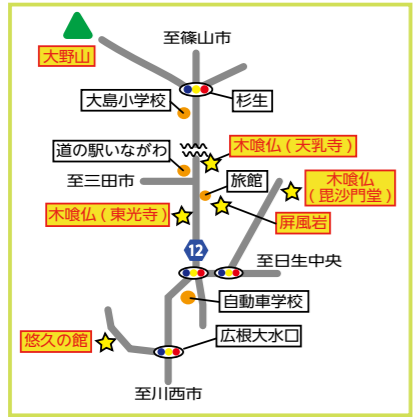 至篠山市
大野山
大島小学校
杉生
道の駅いながわ
木喰仏(天乳寺)
至三田市
旅館
木喰仏
(毘沙門堂)
木喰仏(東光寺)
屏風岩
12
至日生中央
自動車学校
悠久の館
広根大水口
至川西市